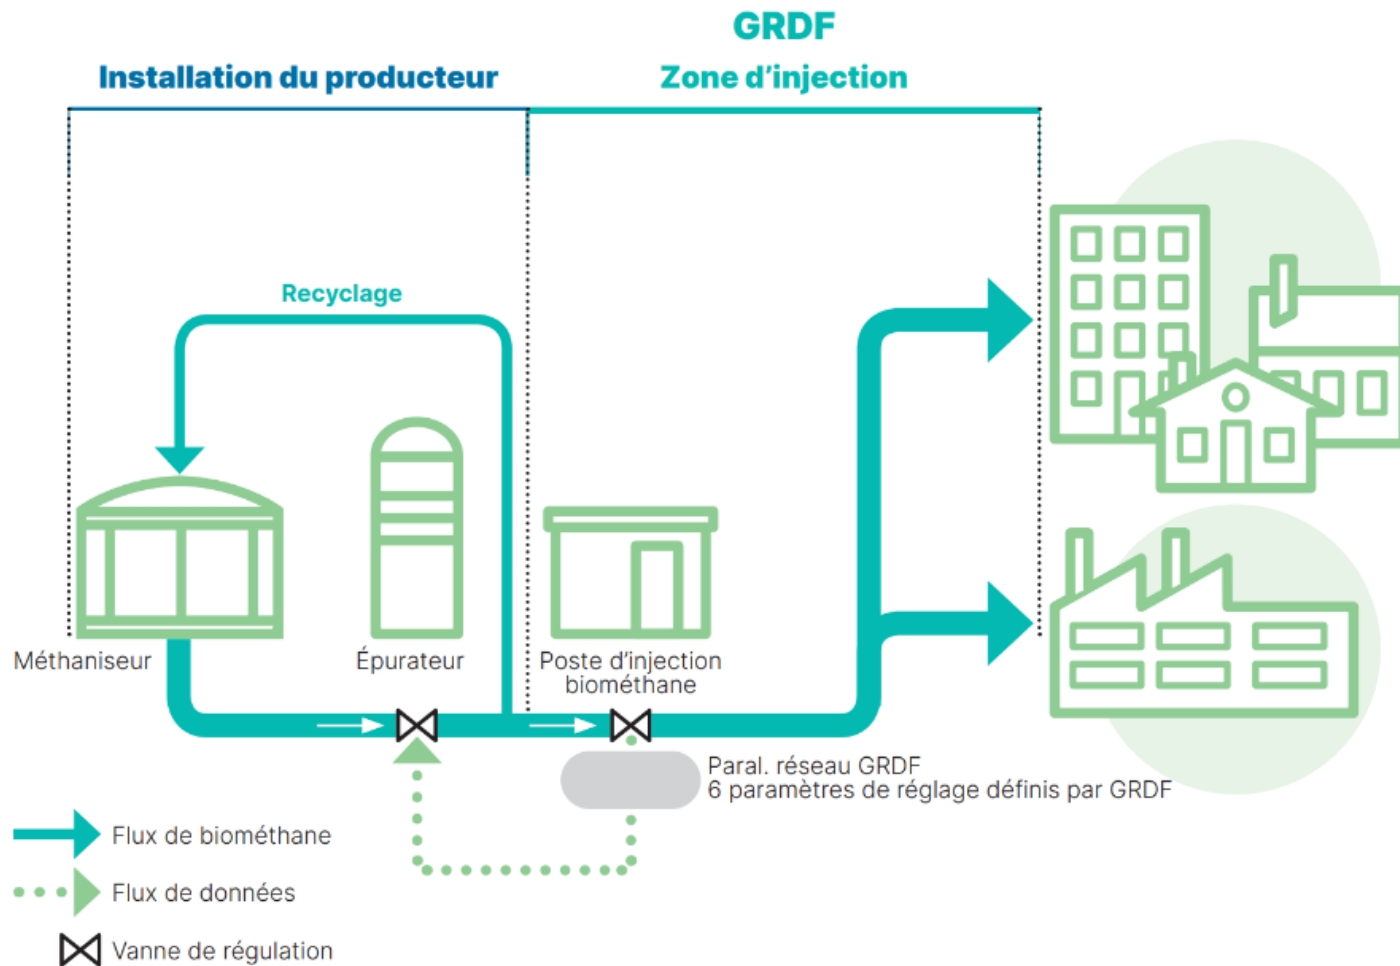 GRDF
Installation du producteur
Zone d'injection
Recyclage
Méthaniseur
Épurateur
Poste d'injection
biométhane
Paral. réseau GRDF
6 paramètres de réglage définis par GRDF
Flux de biométhane
Flux de données
Vanne de régulation